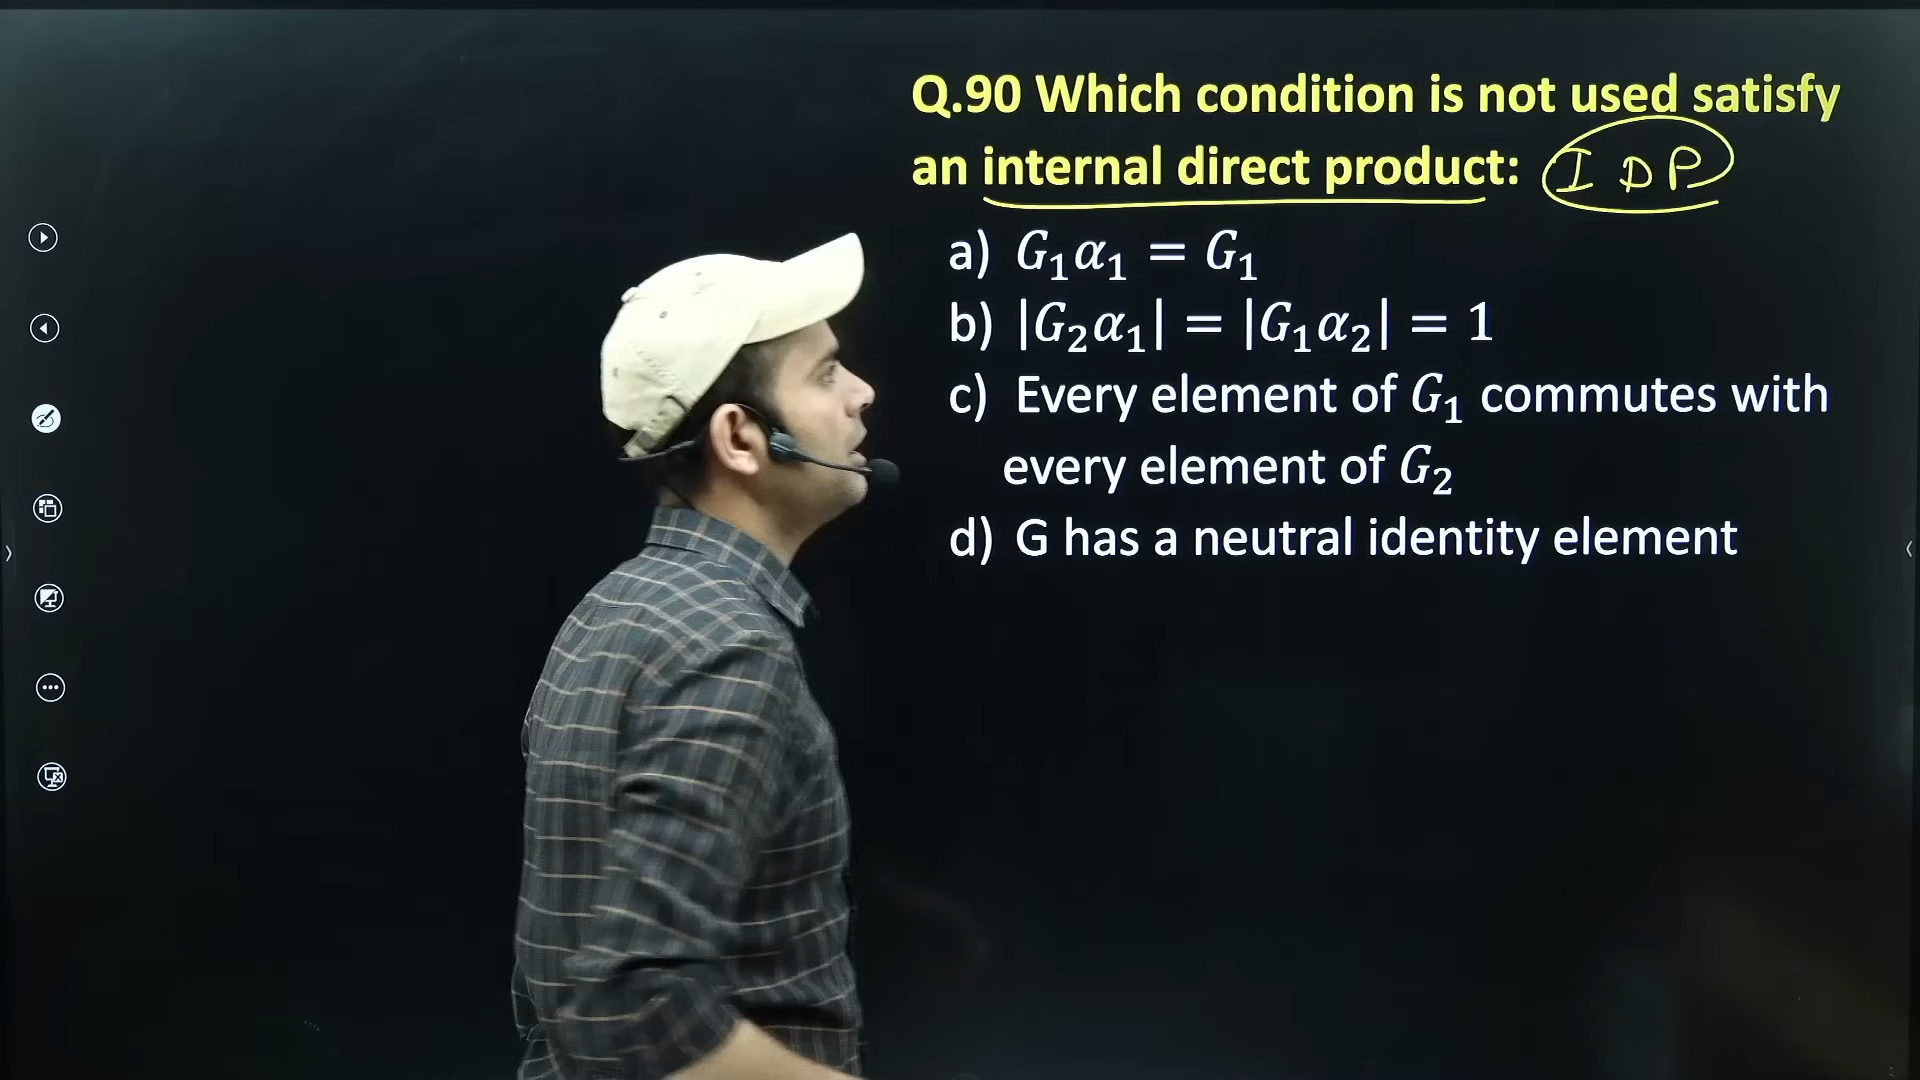 Q.90 Which condition is not used satisfy
an internal direct product: I D P
a) G₁α₁ = G₁
b) |G₂α₁| = |G₁α₂| = 1
c) Every element of G₁ commutes with
every element of G₂
d) G has a neutral identity element